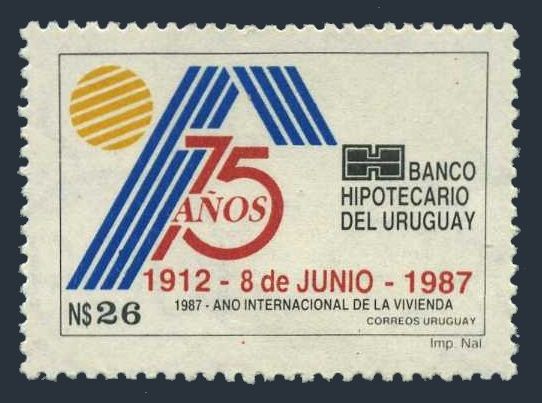 75
AÑOS
BANCO
HIPOTECARIO
DEL URUGUAY
1912 - 8 de JUNIO - 1987
1987 - ANO INTERNACIONAL DE LA VIVIENDA
N$ 26
CORREOS URUGUAY
Imp. Nal